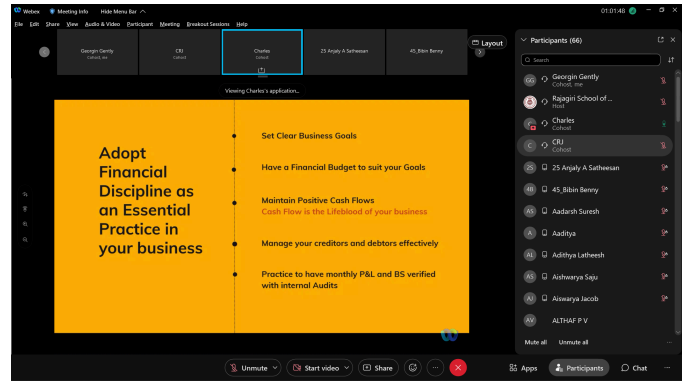 Webex
Meeting Info
Hide Menu Bar
01:01:48
File Edit Share View Audio & Video Participant Meeting Breakout Sessions Help
Georgin Gently
Cohost, me
CRJ
Cohost
Charles
Cohost
25 Anjaly A Satheesan
45_Bibin Benny
Layout
Viewing Charles's application...
Adopt
Financial
Discipline as
an Essential
Practice in
your business
Set Clear Business Goals
Have a Financial Budget to suit your Goals
Maintain Positive Cash Flows
Cash Flow is the Lifeblood of your business
Manage your creditors and debtors effectively
Practice to have monthly P&L and BS verified
with internal Audits
Participants (66)
Search
GG
Georgin Gently
Cohost, me
Rajagiri School of ...
Host
C
Charles
Cohost
C
CRJ
Cohost
2S
25 Anjaly A Satheesan
4B
45_Bibin Benny
AS
Aadarsh Suresh
A
Aaditya
AL
Adithya Latheesh
AS
Aishwarya Saju
AJ
Aiswarya Jacob
AV
ALTHAF P V
Mute all
Unmute all
Unmute
Start video
Share
Apps
Participants
Chat